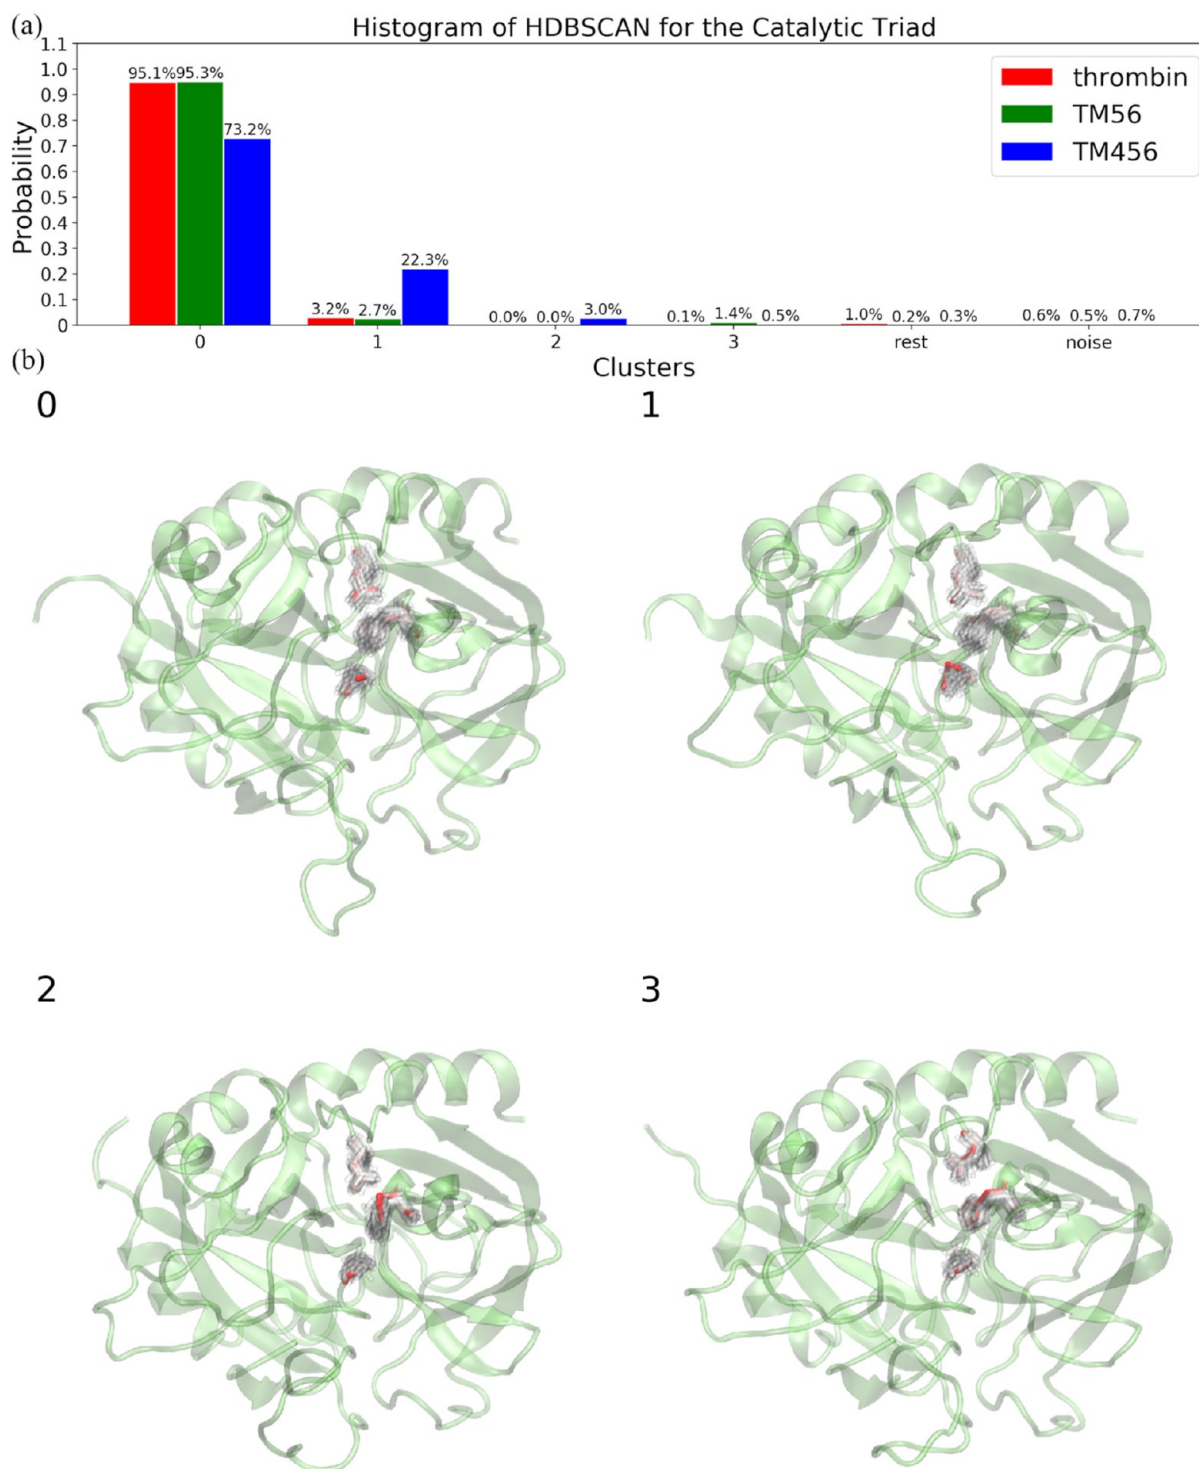 (a)
Histogram of HDBSCAN for the Catalytic Triad
1.1
1.0
0.9
0.8
0.7
0.6
0.5
0.4
0.3
0.2
0.1
0
Probability
95.1% 95.3% 73.2%
3.2% 2.7% 22.3%
0.0% 0.0% 3.0%
0.1% 1.4% 0.5%
1.0% 0.2% 0.3%
0.6% 0.5% 0.7%
thrombin
TM56
TM456
0 1 2 3 rest noise
Clusters
(b)
0 1
2 3